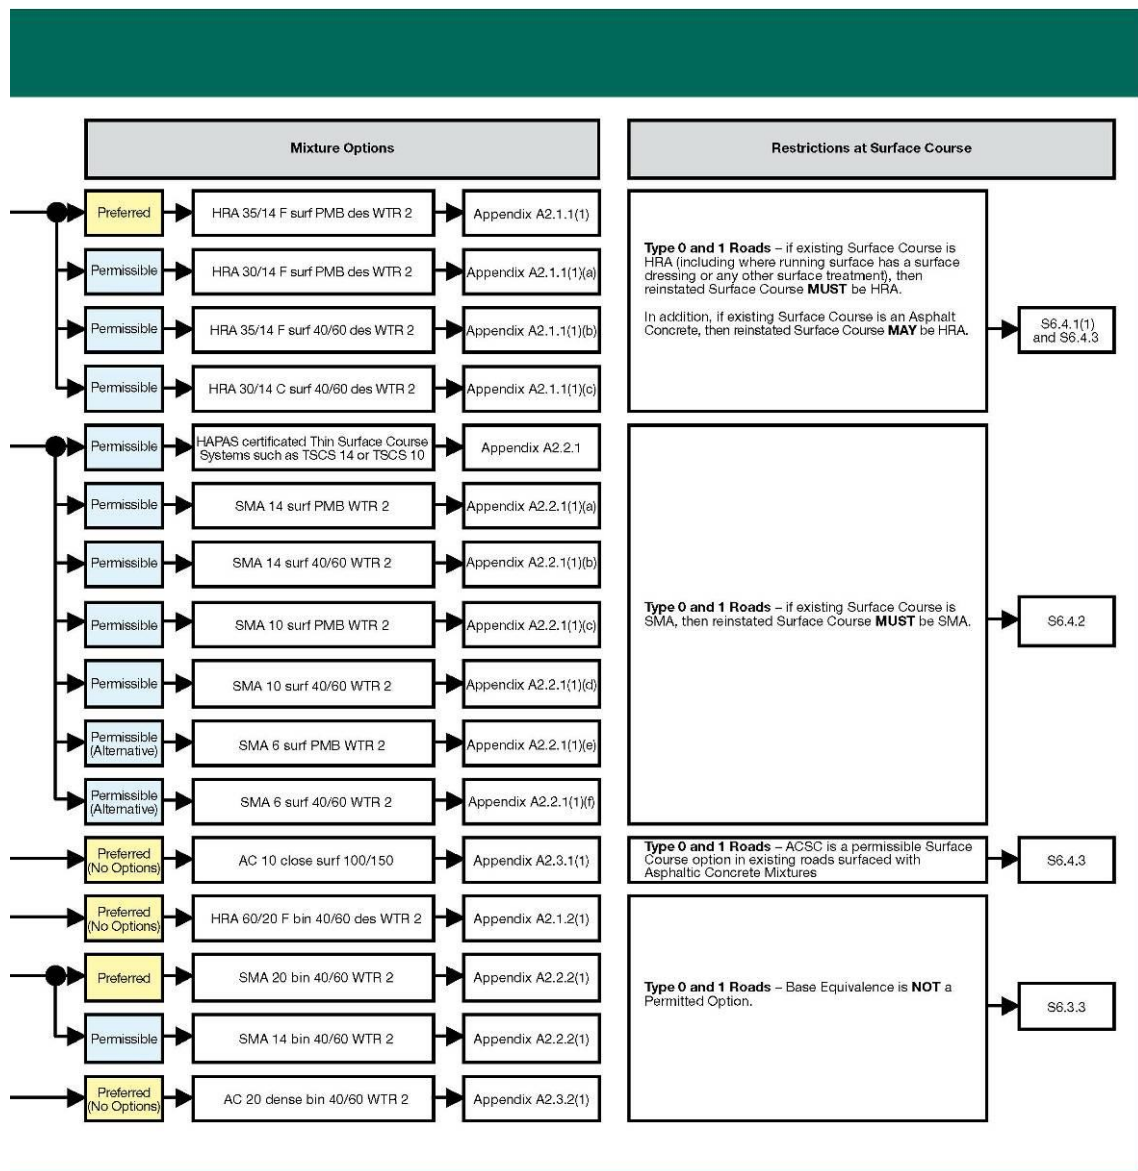 Mixture Options
Restrictions at Surface Course
Preferred
HRA 35/14 F surf PMB des WTR 2
Appendix A2.1.1(1)
Permissible
HRA 30/14 F surf PMB des WTR 2
Appendix A2.1.1(1)(a)
Permissible
HRA 35/14 F surf 40/60 des WTR 2
Appendix A2.1.1(1)(b)
Permissible
HRA 30/14 C surf 40/60 des WTR 2
Appendix A2.1.1(1)(c)
Type 0 and 1 Roads – if existing Surface Course is
HRA (including where running surface has a surface
dressing or any other surface treatment), then
reinstated Surface Course MUST be HRA.
In addition, if existing Surface Course is an Asphalt
Concrete, then reinstated Surface Course MAY be HRA.
S6.4.1(1)
and S6.4.3
Permissible
HAPAS certificated Thin Surface Course
Systems such as TSCS 14 or TSCS 10
Appendix A2.2.1
Permissible
SMA 14 surf PMB WTR 2
Appendix A2.2.1(1)(a)
Permissible
SMA 14 surf 40/60 WTR 2
Appendix A2.2.1(1)(b)
Permissible
SMA 10 surf PMB WTR 2
Appendix A2.2.1(1)(c)
Permissible
SMA 10 surf 40/60 WTR 2
Appendix A2.2.1(1)(d)
Permissible
(Alternative)
SMA 6 surf PMB WTR 2
Appendix A2.2.1(1)(e)
Permissible
(Alternative)
SMA 6 surf 40/60 WTR 2
Appendix A2.2.1(1)(f)
Type 0 and 1 Roads – if existing Surface Course is
SMA, then reinstated Surface Course MUST be SMA.
S6.4.2
Preferred
(No Options)
AC 10 close surf 100/150
Appendix A2.3.1(1)
Type 0 and 1 Roads – ACSC is a permissible Surface
Course option in existing roads surfaced with
Asphaltic Concrete Mixtures
S6.4.3
Preferred
(No Options)
HRA 60/20 F bin 40/60 des WTR 2
Appendix A2.1.2(1)
Preferred
SMA 20 bin 40/60 WTR 2
Appendix A2.2.2(1)
Permissible
SMA 14 bin 40/60 WTR 2
Appendix A2.2.2(1)
Preferred
(No Options)
AC 20 dense bin 40/60 WTR 2
Appendix A2.3.2(1)
Type 0 and 1 Roads – Base Equivalence is NOT a
Permitted Option.
S6.3.3